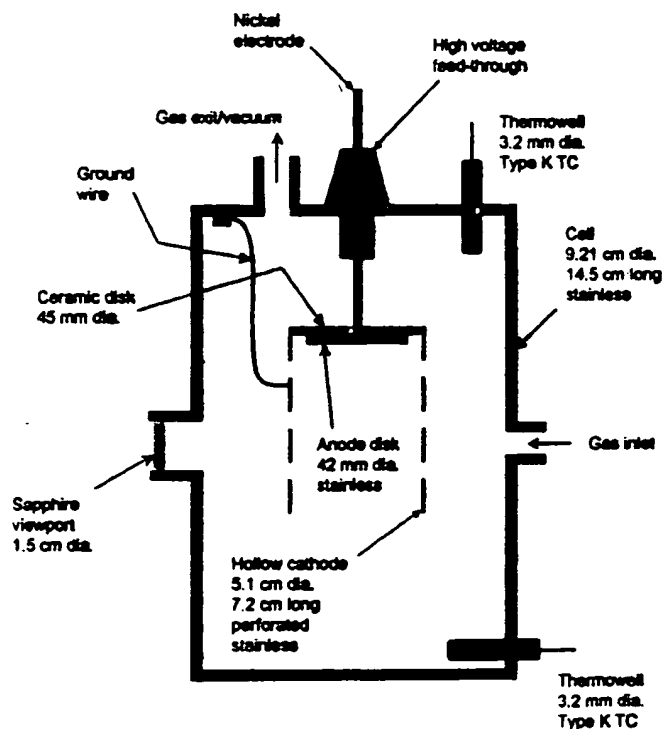 Nickel
electrode
High voltage
feed-through
Gas exit/vacuum
Thermowell
3.2 mm dia.
Type K TC
Ground
wire
Cell
9.21 cm dia.
14.5 cm long
stainless
Ceramic disk
45 mm dia.
Anode disk
42 mm dia.
stainless
Gas inlet
Sapphire
viewport
1.5 cm dia.
Hollow cathode
5.1 cm dia.
7.2 cm long
perforated
stainless
Thermowell
3.2 mm dia.
Type K TC